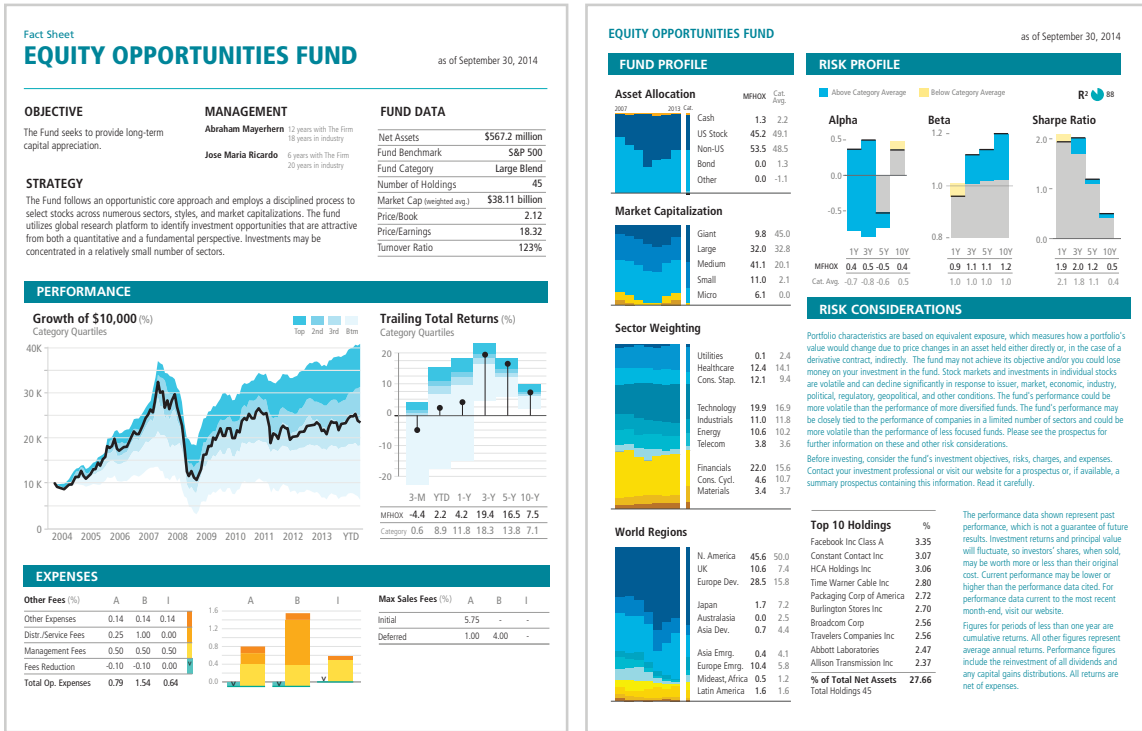 Fact Sheet
EQUITY OPPORTUNITIES FUND
as of September 30, 2014
OBJECTIVE
The Fund seeks to provide long-term
capital appreciation.
MANAGEMENT
Abraham Mayerhern 12 years with The Firm
18 years in industry
Jose Maria Ricardo 6 years with The Firm
20 years in industry
STRATEGY
The Fund follows an opportunistic core approach and employs a disciplined process to
select stocks across numerous sectors, styles, and market capitalizations. The fund
utilizes global research platform to identify investment opportunities that are attractive
from both a quantitative and a fundamental perspective. Investments may be
concentrated in a relatively small number of sectors.
FUND DATA
Net Assets $567.2 million
Fund Benchmark S&P 500
Fund Category Large Blend
Number of Holdings 45
Market Cap (weighted avg.) $38.11 billion
Price/Book 2.12
Price/Earnings 18.32
Turnover Ratio 123%
PERFORMANCE
Growth of $10,000 (%)
Category Quartiles
Top 2nd 3rd Btm
40K
30 K
20 K
10 K
0
2004 2005 2006 2007 2008 2009 2010 2011 2012 2013 YTD
Trailing Total Returns (%)
Category Quartiles
20
10
0
-10
-20
3-M YTD 1-Y 3-Y 5-Y 10-Y
MFHOX -4.4 2.2 4.2 19.4 16.5 7.5
Category 0.6 8.9 11.8 18.3 13.8 7.1
EXPENSES
Other Fees (%) A B I
Other Expenses 0.14 0.14 0.14
Distr./Service Fees 0.25 1.00 0.00
Management Fees 0.50 0.50 0.50
Fees Reduction -0.10 -0.10 0.00
Total Op. Expenses 0.79 1.54 0.64
A B I
1.6
1.2
0.8
0.4
0.0
Max Sales Fees (%) A B I
Initial 5.75 - -
Deferred 1.00 4.00 -
EQUITY OPPORTUNITIES FUND
as of September 30, 2014
FUND PROFILE
Asset Allocation
2007 2013 Cat.
MFHOX Cat. Avg.
Cash 1.3 2.2
US Stock 45.2 49.1
Non-US 53.5 48.5
Bond 0.0 1.3
Other 0.0 -1.1
Market Capitalization
Giant 9.8 45.0
Large 32.0 32.8
Medium 41.1 20.1
Small 11.0 2.1
Micro 6.1 0.0
Sector Weighting
Utilities 0.1 2.4
Healthcare 12.4 14.1
Cons. Stap. 12.1 9.4
Technology 19.9 16.9
Industrials 11.0 11.8
Energy 10.6 10.2
Telecom 3.8 3.6
Financials 22.0 15.6
Cons. Cycl. 4.6 10.7
Materials 3.4 3.7
World Regions
N. America 45.6 50.0
UK 10.6 7.4
Europe Dev. 28.5 15.8
Japan 1.7 7.2
Australasia 0.0 2.5
Asia Dev. 0.7 4.4
Asia Emrg. 0.4 4.1
Europe Emrg. 10.4 5.8
Mideast, Africa 0.5 1.2
Latin America 1.6 1.6
RISK PROFILE
Above Category Average
Below Category Average
R² 88
Alpha
0.5
0.0
-0.5
1Y 3Y 5Y 10Y
MFHOX 0.4 0.5 -0.5 0.4
Cat. Avg. -0.7 -0.8 -0.6 0.5
Beta
1.2
1.0
0.8
1Y 3Y 5Y 10Y
0.9 1.1 1.1 1.2
1.0 1.0 1.0 1.0
Sharpe Ratio
2.0
1.0
0.0
1Y 3Y 5Y 10Y
1.9 2.0 1.2 0.5
2.1 1.8 1.1 0.4
RISK CONSIDERATIONS
Portfolio characteristics are based on equivalent exposure, which measures how a portfolio's
value would change due to price changes in an asset held either directly or, in the case of a
derivative contract, indirectly. The fund may not achieve its objective and/or you could lose
money on your investment in the fund. Stock markets and investments in individual stocks
are volatile and can decline significantly in response to issuer, market, economic, industry,
political, regulatory, geopolitical, and other conditions. The fund's performance could be
more volatile than the performance of more diversified funds. The fund's performance may
be closely tied to the performance of companies in a limited number of sectors and could be
more volatile than the performance of less focused funds. Please see the prospectus for
further information on these and other risk considerations.
Before investing, consider the fund's investment objectives, risks, charges, and expenses.
Contact your investment professional or visit our website for a prospectus or, if available, a
summary prospectus containing this information. Read it carefully.
Top 10 Holdings %
Facebook Inc Class A 3.35
Constant Contact Inc 3.07
HCA Holdings Inc 3.06
Time Warner Cable Inc 2.80
Packaging Corp of America 2.72
Burlington Stores Inc 2.70
Broadcom Corp 2.56
Travelers Companies Inc 2.56
Abbott Laboratories 2.47
Allison Transmission Inc 2.37
% of Total Net Assets 27.66
Total Holdings 45
The performance data shown represent past
performance, which is not a guarantee of future
results. Investment returns and principal value
will fluctuate, so investors' shares, when sold,
may be worth more or less than their original
cost. Current performance may be lower or
higher than the performance data cited. For
performance data current to the most recent
month-end, visit our website.
Figures for periods of less than one year are
cumulative returns. All other figures represent
average annual returns. Performance figures
include the reinvestment of all dividends and
any capital gains distributions. All returns are
net of expenses.